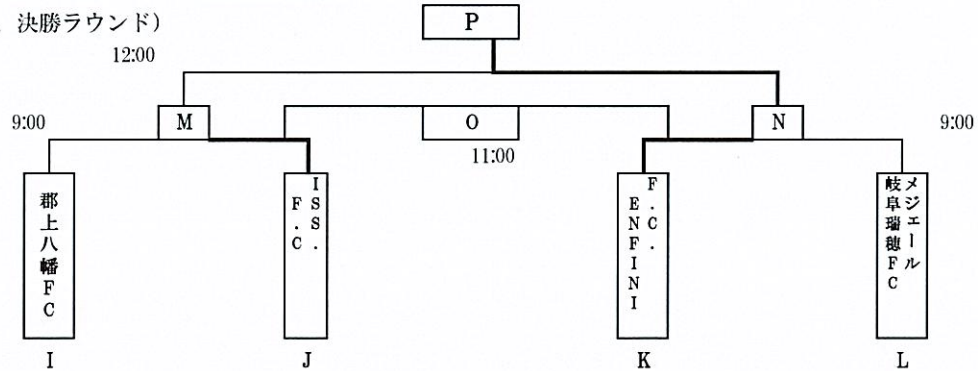 決勝ラウンド)
P
12:00
9:00
M
O
N
9:00
11:00
郡上八幡FC
ISS.
F.C
F.C.
ENFINI
メジェール
岐阜瑞穂FC
I
J
K
L